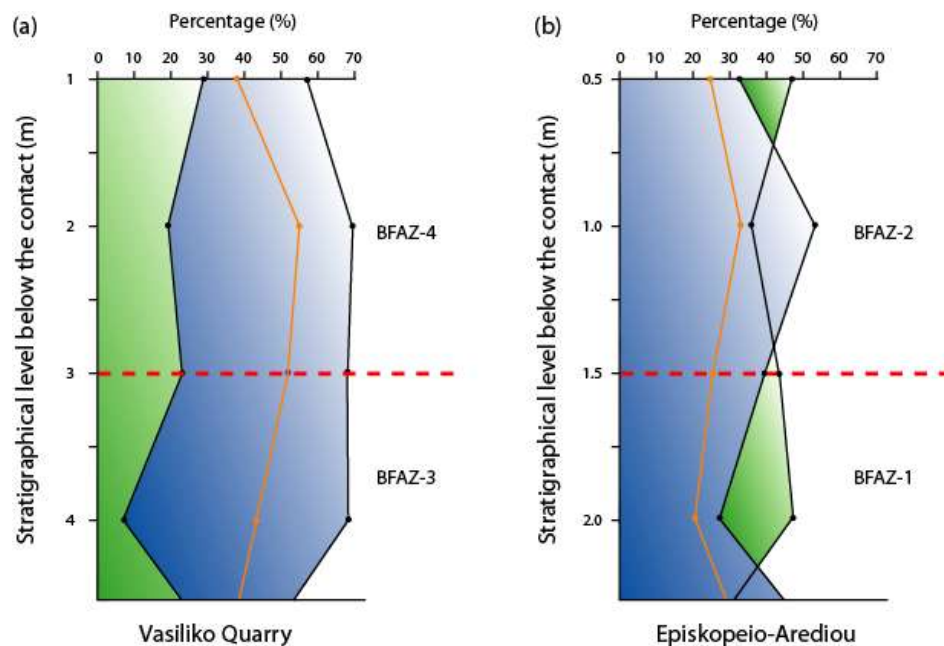 (a)
Percentage (%)
0 10 20 30 40 50 60 70
Stratigraphical level below the contact (m)
1
2
3
4
BFAZ-4
BFAZ-3
Vasiliko Quarry
(b)
Percentage (%)
0 10 20 30 40 50 60 70
Stratigraphical level below the contact (m)
0.5
1.0
1.5
2.0
BFAZ-2
BFAZ-1
Episkopeio-Arediou